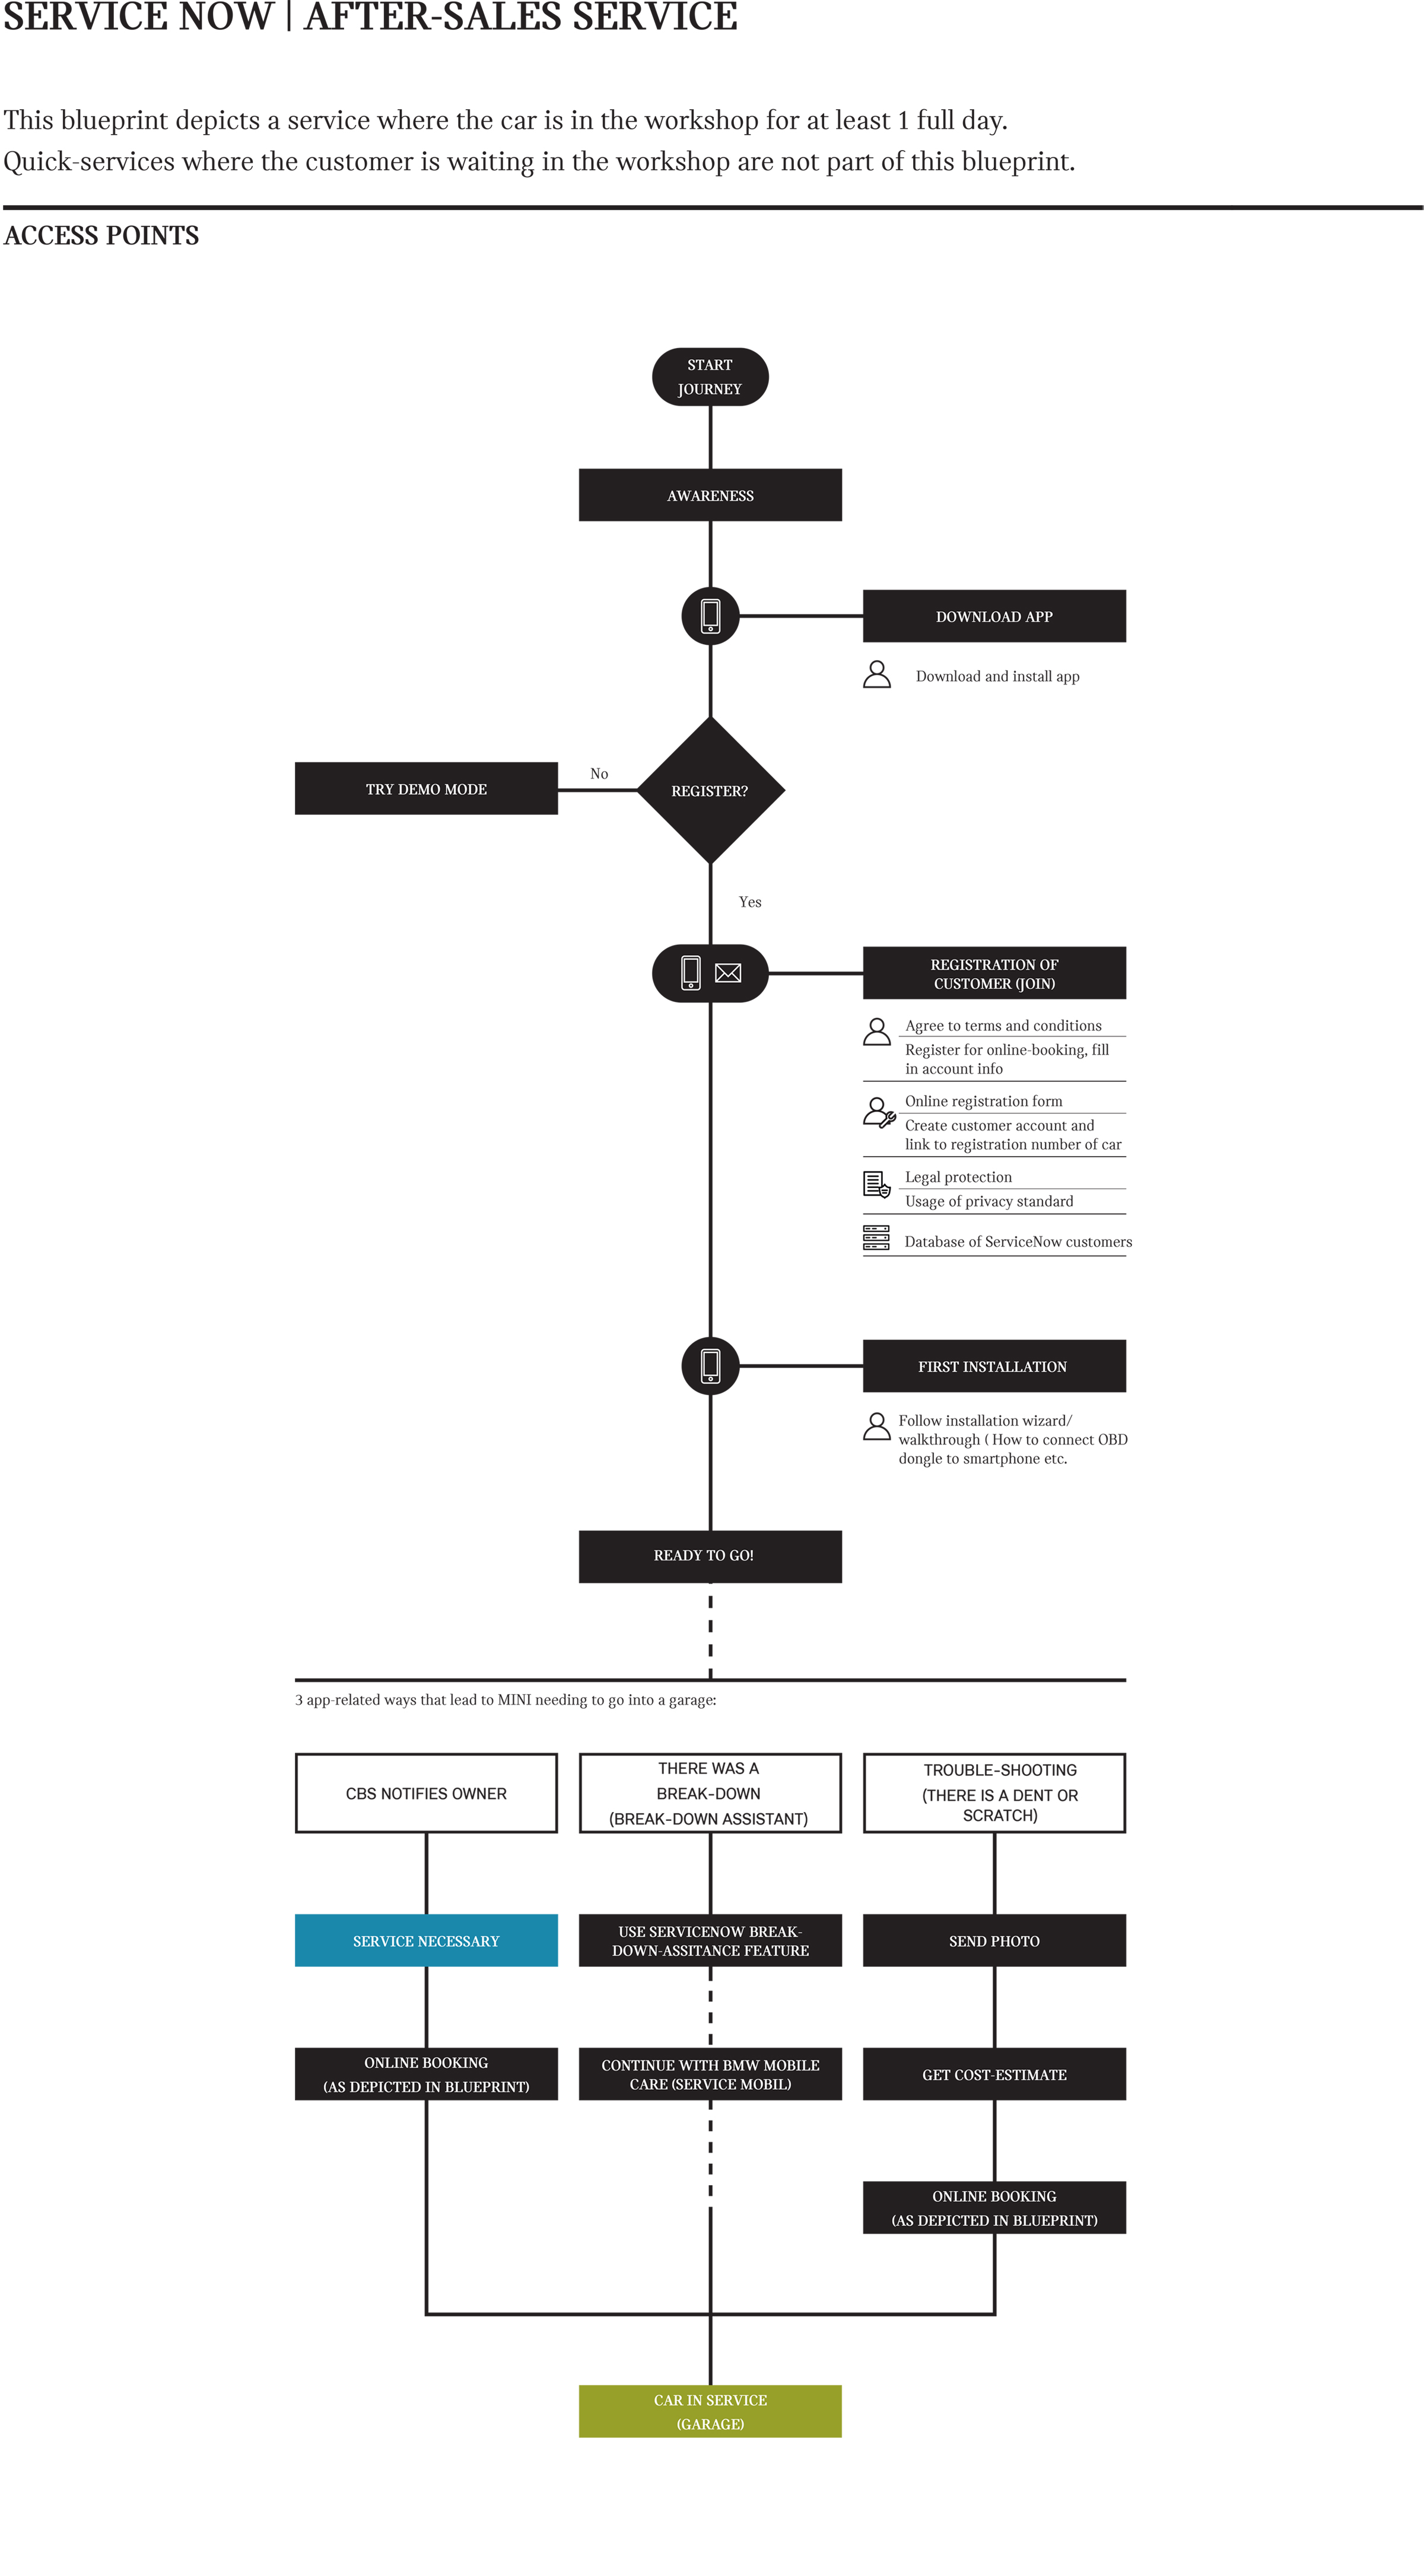 SERVICE NOW | AFTER-SALES SERVICE
This blueprint depicts a service where the car is in the workshop for at least 1 full day.
Quick-services where the customer is waiting in the workshop are not part of this blueprint.
ACCESS POINTS
START
JOURNEY
AWARENESS
DOWNLOAD APP
Download and install app
REGISTER?
No
TRY DEMO MODE
Yes
REGISTRATION OF
CUSTOMER (JOIN)
Agree to terms and conditions
Register for online-booking, fill
in account info
Online registration form
Create customer account and
link to registration number of car
Legal protection
Usage of privacy standard
Database of ServiceNow customers
FIRST INSTALLATION
Follow installation wizard/
walkthrough ( How to connect OBD
dongle to smartphone etc.
READY TO GO!
3 app-related ways that lead to MINI needing to go into a garage:
CBS NOTIFIES OWNER
SERVICE NECESSARY
ONLINE BOOKING
(AS DEPICTED IN BLUEPRINT)
THERE WAS A
BREAK-DOWN
(BREAK-DOWN ASSISTANT)
USE SERVICENOW BREAK-
DOWN-ASSITANCE FEATURE
CONTINUE WITH BMW MOBILE
CARE (SERVICE MOBIL)
TROUBLE-SHOOTING
(THERE IS A DENT OR
SCRATCH)
SEND PHOTO
GET COST-ESTIMATE
ONLINE BOOKING
(AS DEPICTED IN BLUEPRINT)
CAR IN SERVICE
(GARAGE)